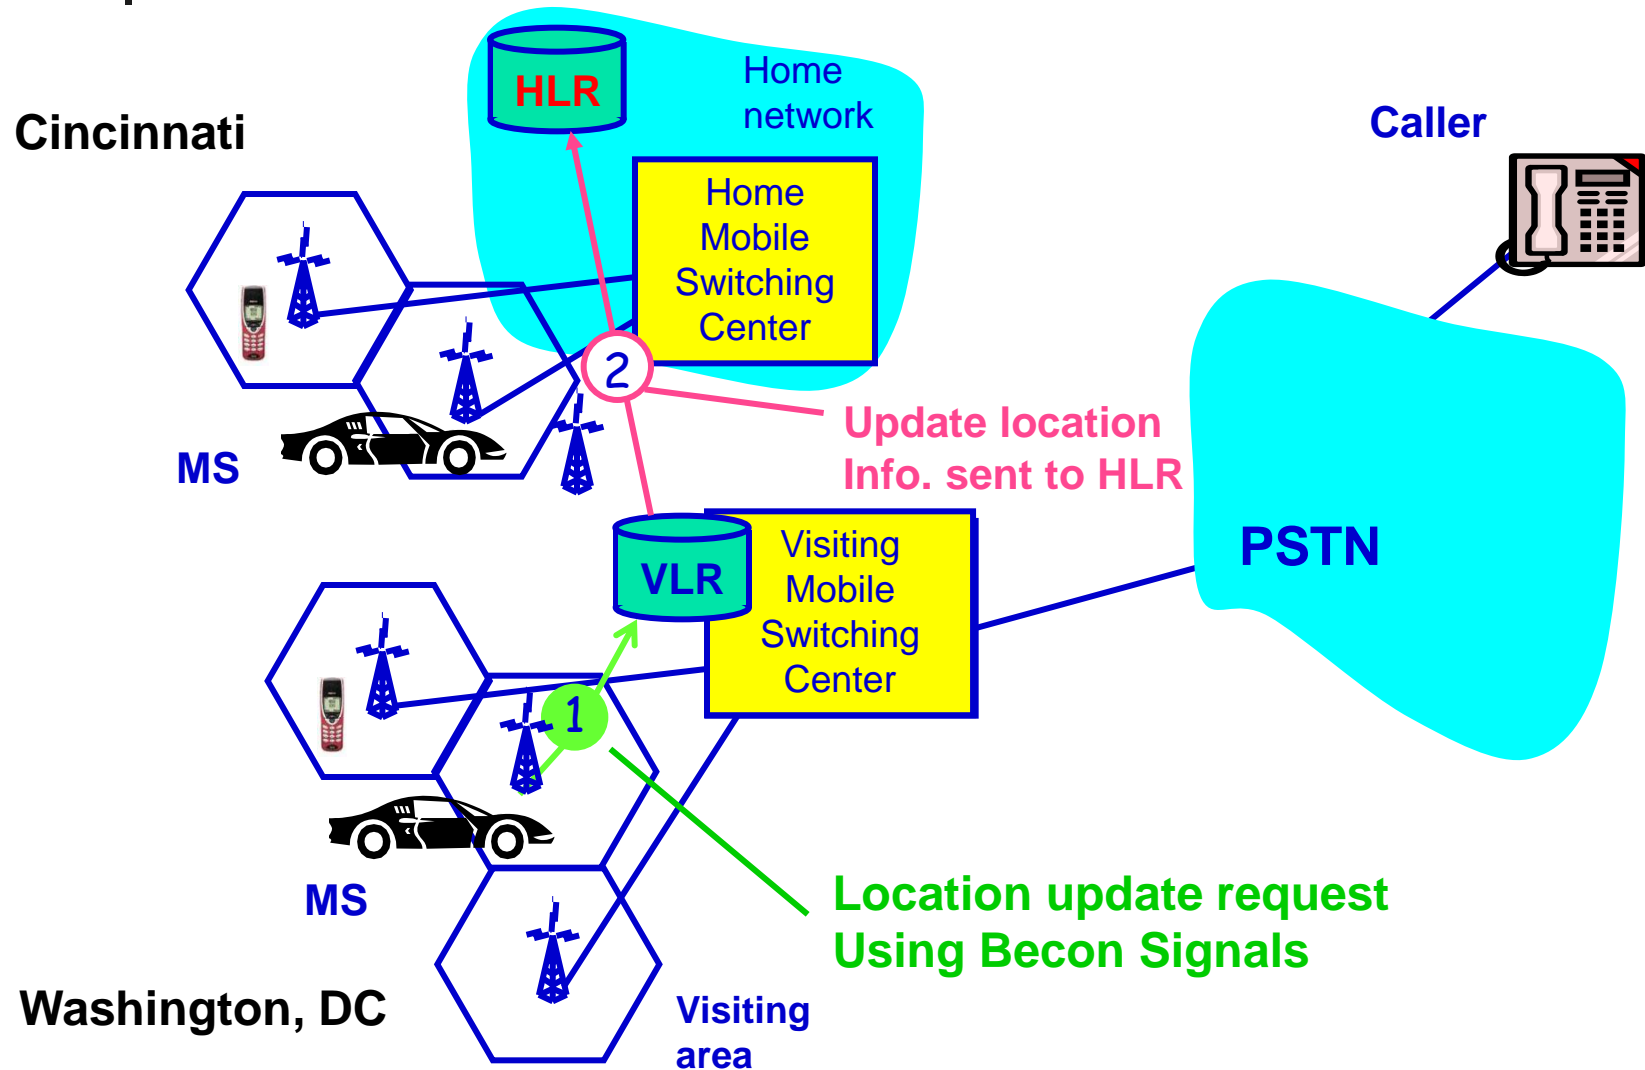 HLR
Home
network
Cincinnati
Caller
Home
Mobile
Switching
Center
2
Update location
Info. sent to HLR
MS
VLR
Visiting
Mobile
Switching
Center
PSTN
1
MS
Location update request
Using Becon Signals
Washington, DC
Visiting
area